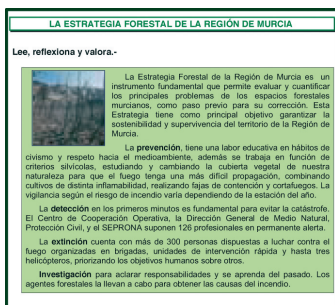 LA ESTRATEGIA FORESTAL DE LA REGIÓN DE MURCIA
Lee, reflexiona y valora.-
La Estrategia Forestal de la Región de Murcia es un
instrumento fundamental que permite evaluar y cuantificar
los principales problemas de los espacios forestales
murcianos, como paso previo para su corrección. Esta
Estrategia tiene como principal objetivo garantizar la
sostenibilidad y supervivencia del territorio de la Región de
Murcia.
La prevención, tiene una labor educativa en hábitos de
civismo y respeto hacia el medioambiente, además se trabaja en función de
criterios silvícolas, estudiando y cambiando la cubierta vegetal de nuestra
naturaleza para que el fuego tenga una más difícil propagación, combinando
cultivos de distinta inflamabilidad, realizando fajas de contención y cortafuegos. La
vigilancia según el riesgo de incendio varía dependiendo de la estación del año.
La detección en los primeros minutos es fundamental para evitar la catástrofe.
El Centro de Cooperación Operativa, la Dirección General de Medio Natural,
Protección Civil, y el SEPRONA suponen 126 profesionales en permanente alerta.
La extinción cuenta con más de 300 personas dispuestas a luchar contra el
fuego organizadas en brigadas, unidades de intervención rápida y hasta tres
helicópteros, priorizando los objetivos humanos sobre otros.
Investigación para aclarar responsabilidades y se aprenda del pasado. Los
agentes forestales la llevan a cabo para obtener las causas del incendio.